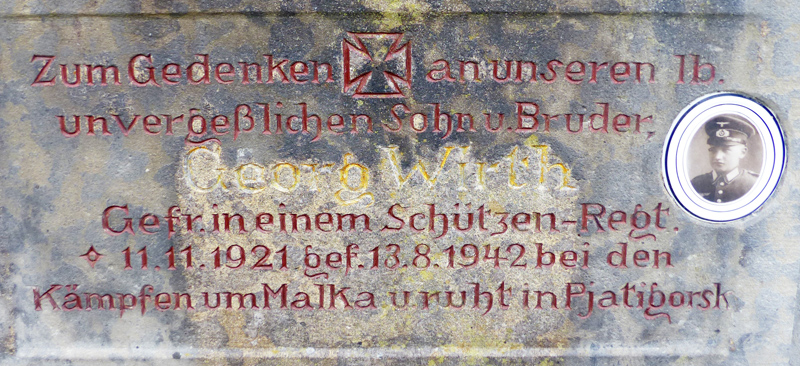 Zum Gedenken an unseren lb.
unvergeßlichen Sohn u. Bruder,
Georg Wirth
Gefr. in einem Schützen-Regt.
11.11.1921 gef. 13.8.1942 bei den
Kämpfen um Malka u ruht in Pjatigorsk